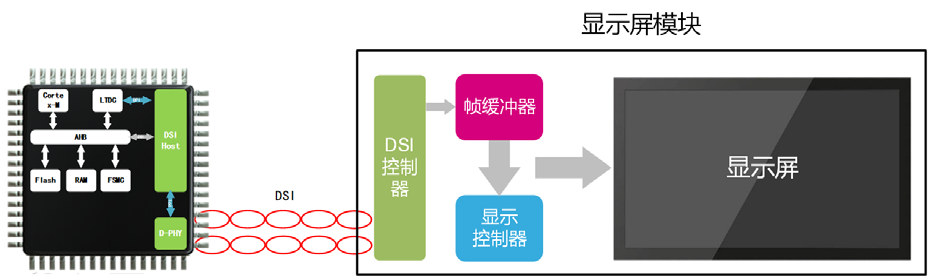 显示屏模块
Corte
x-M
LTDC
DSI
Host
AHB
Flash
RAM
FSMC
D-PHY
DSI
DSI
控制
器
帧缓冲器
显示
控制器
显示屏